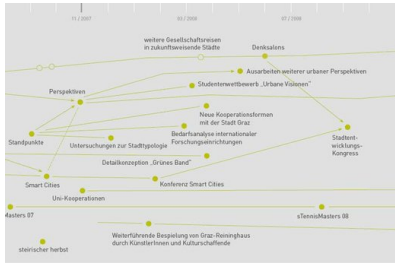 11 / 2007
03 / 2008
07 / 2008
weitere Gesellschaftsreisen
in zukunftsweisende Städte
Denksalons
Ausarbeiten weiterer urbaner Perspektiven
Studentenwettbewerb „Urbane Visionen“
Perspektiven
Neue Kooperationsformen
mit der Stadt Graz
Bedarfsanalyse internationaler
Forschungseinrichtungen
Standpunkte
Untersuchungen zur Stadttypologie
Stadtent-
wicklungs-
Kongress
Detailkonzeption „Grünes Band“
Smart Cities
Konferenz Smart Cities
Uni-Kooperationen
Masters 07
sTennisMasters 08
Weiterführende Bespielung von Graz-Reininghaus
durch KünstlerInnen und Kulturschaffende
steirischer herbst